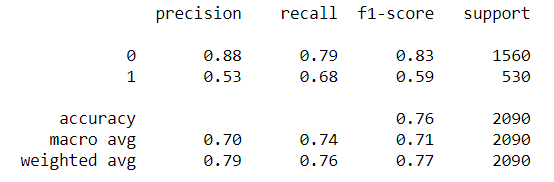 precision recall f1-score support
0 0.88 0.79 0.83 1560
1 0.53 0.68 0.59 530
accuracy 0.76 2090
macro avg 0.70 0.74 0.71 2090
weighted avg 0.79 0.76 0.77 2090